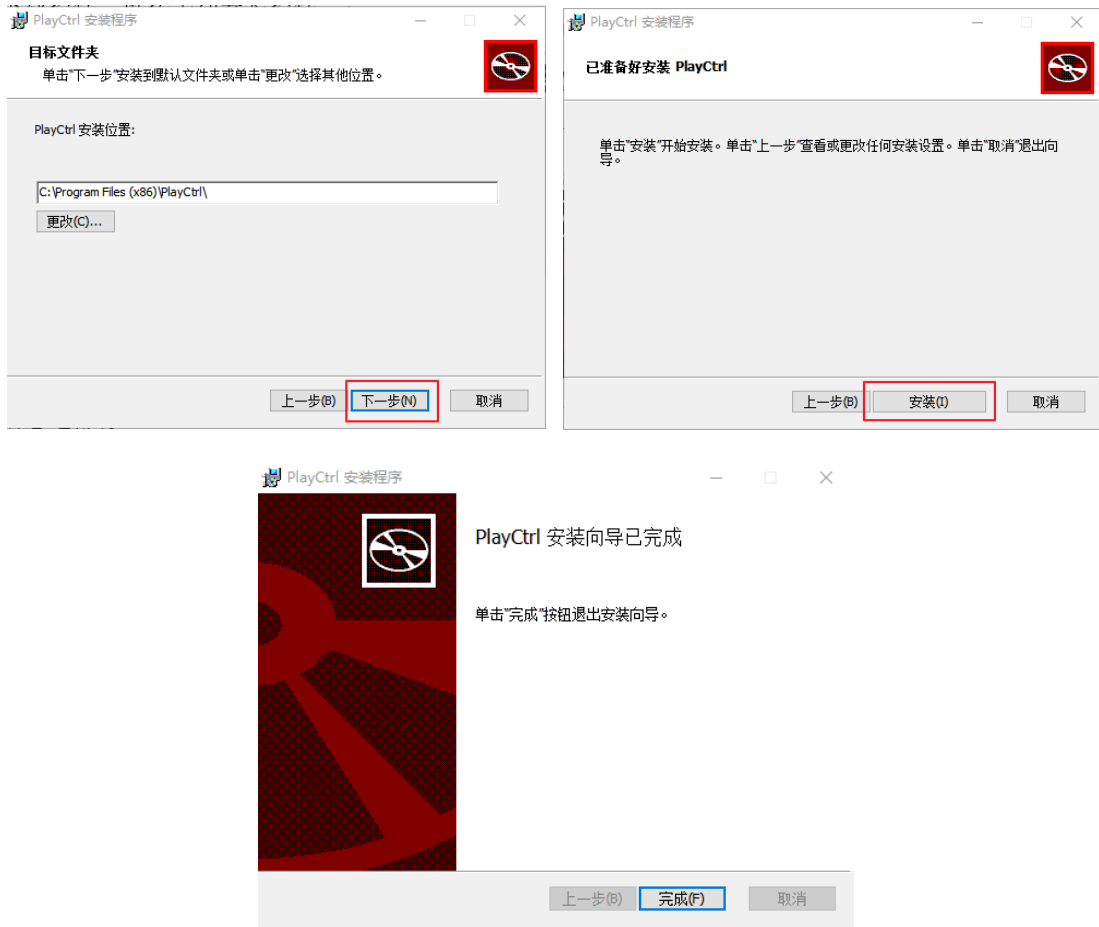 PlayCtrl 安装程序
目标文件夹
单击"下一步"安装到默认文件夹或单击"更改"选择其他位置。
PlayCtrl 安装位置:
C:\Program Files (x86)\PlayCtrl\
更改(C)...
上一步(B) 下一步(N) 取消
PlayCtrl 安装程序
已准备好安装 PlayCtrl
单击"安装"开始安装。单击"上一步"查看或更改任何安装设置。单击"取消"退出向
导。
上一步(B) 安装(I) 取消
PlayCtrl 安装程序
PlayCtrl 安装向导已完成
单击"完成"按钮退出安装向导。
上一步(B) 完成(F) 取消